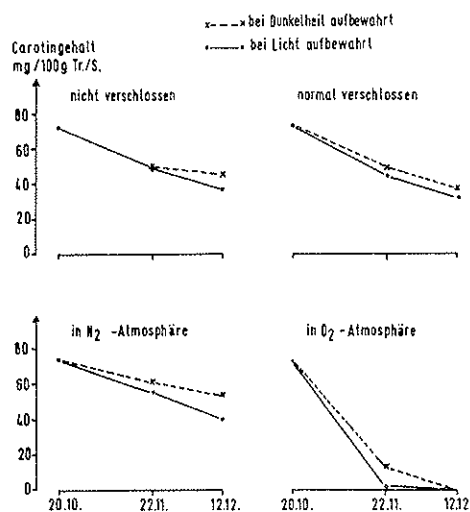 x---x bei Dunkelheit aufbewahrt
bei Licht aufbewahrt
Carotingehalt
mg/100g Tr./S.
nicht verschlossen
normal verschlossen
80
60
40
20
0
in N2 -Atmosphäre
in O2 -Atmosphäre
80
60
40
20
0
20.10. 22.11. 12.12. 20.10. 22.11. 12.12